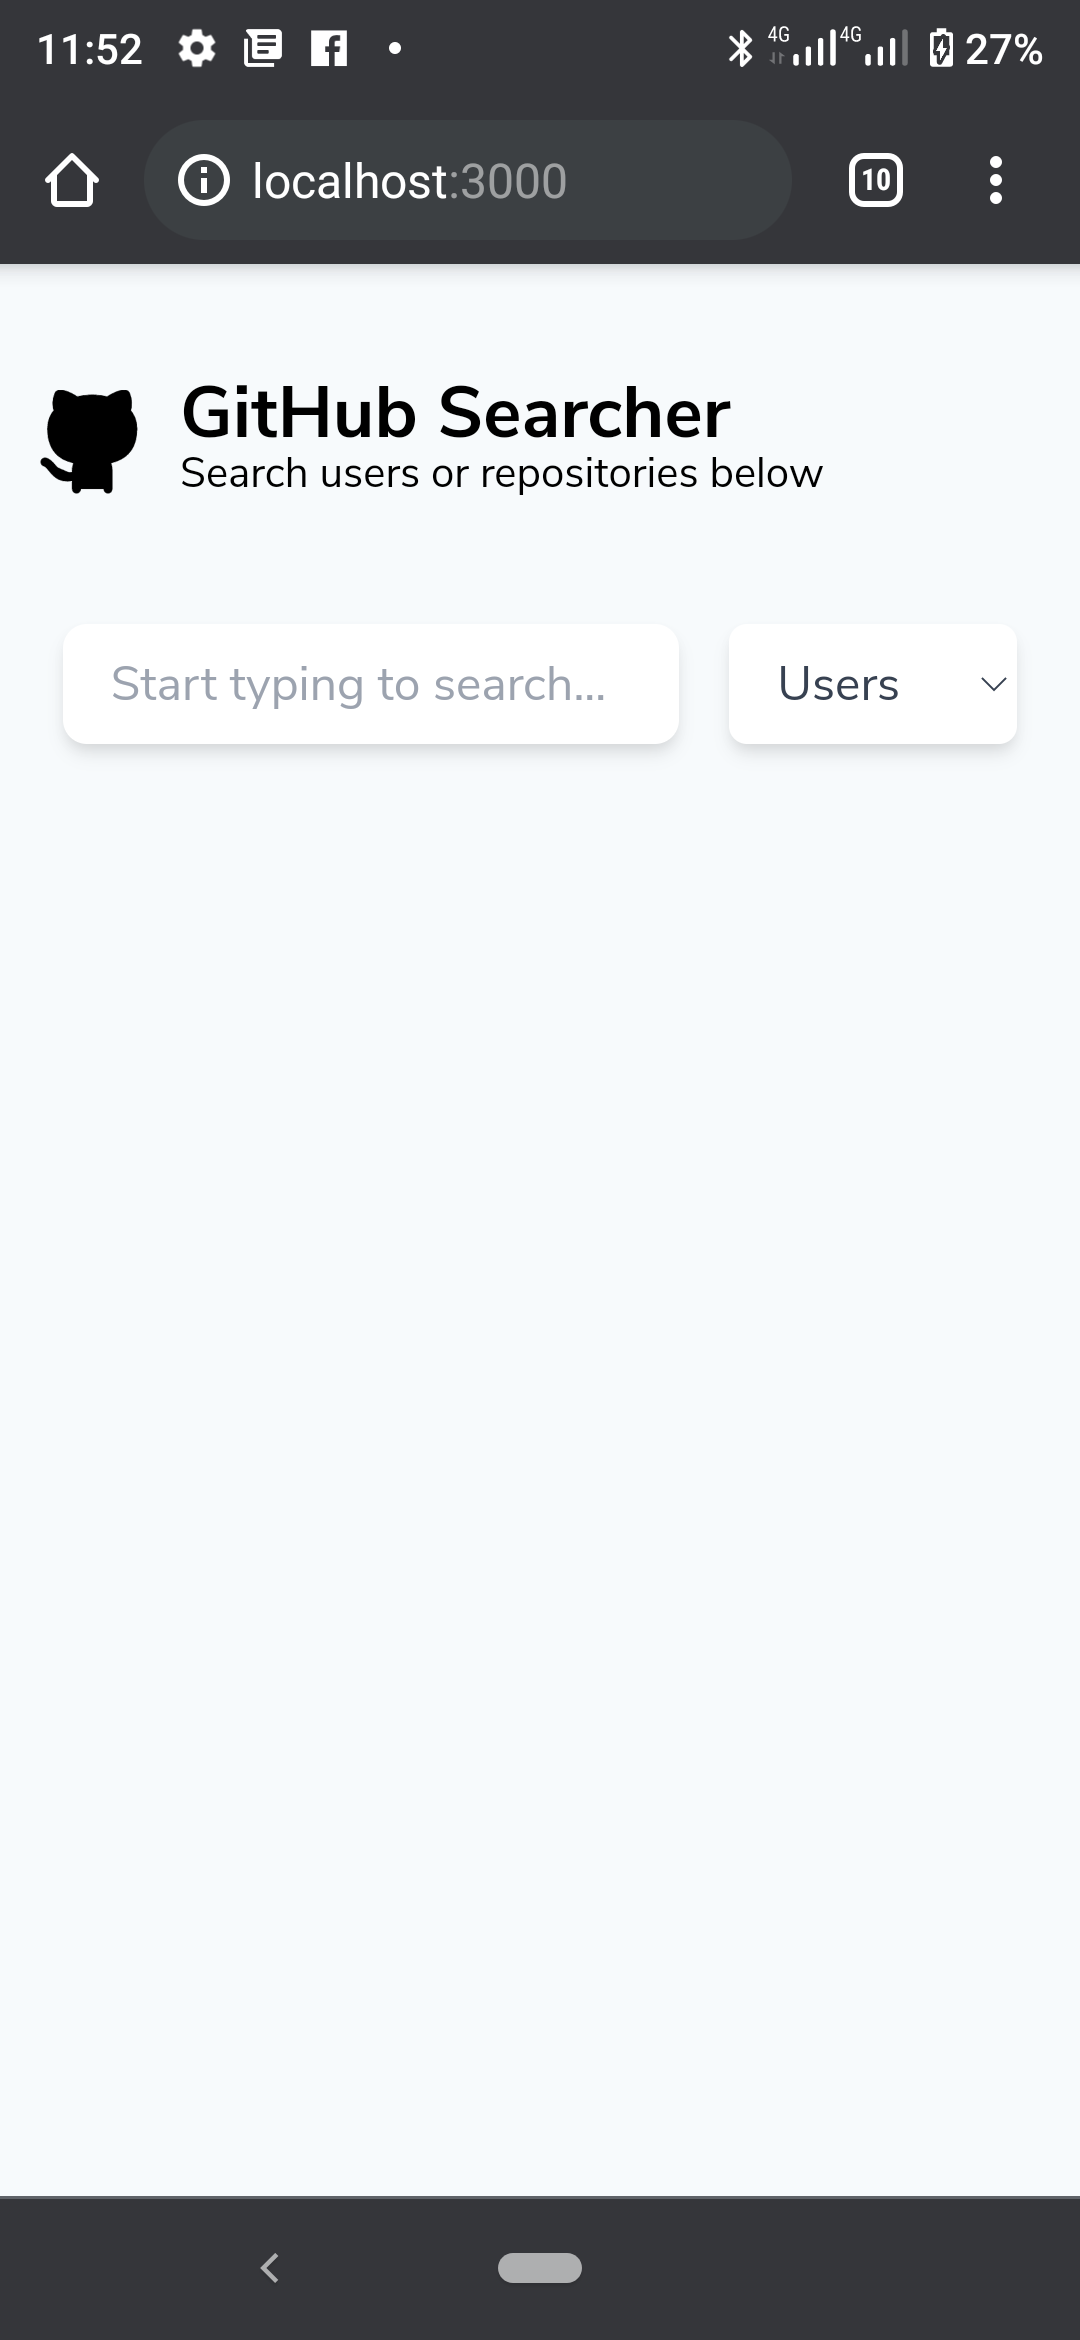 11:52 4G 4G 27%
localhost:3000 10
GitHub Searcher
Search users or repositories below
Start typing to search... Users